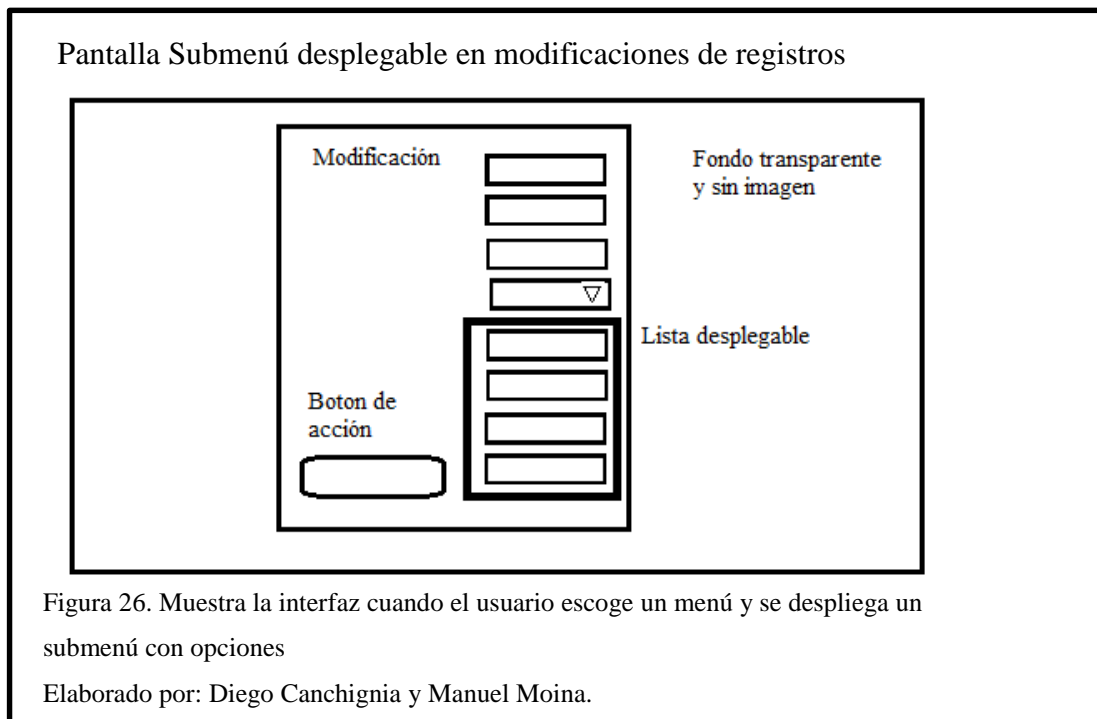 Pantalla Submenú desplegable en modificaciones de registros
Modificación
Fondo transparente
y sin imagen
Lista desplegable
Boton de
acción
Figura 26. Muestra la interfaz cuando el usuario escoge un menú y se despliega un
submenú con opciones
Elaborado por: Diego Canchignia y Manuel Moina.